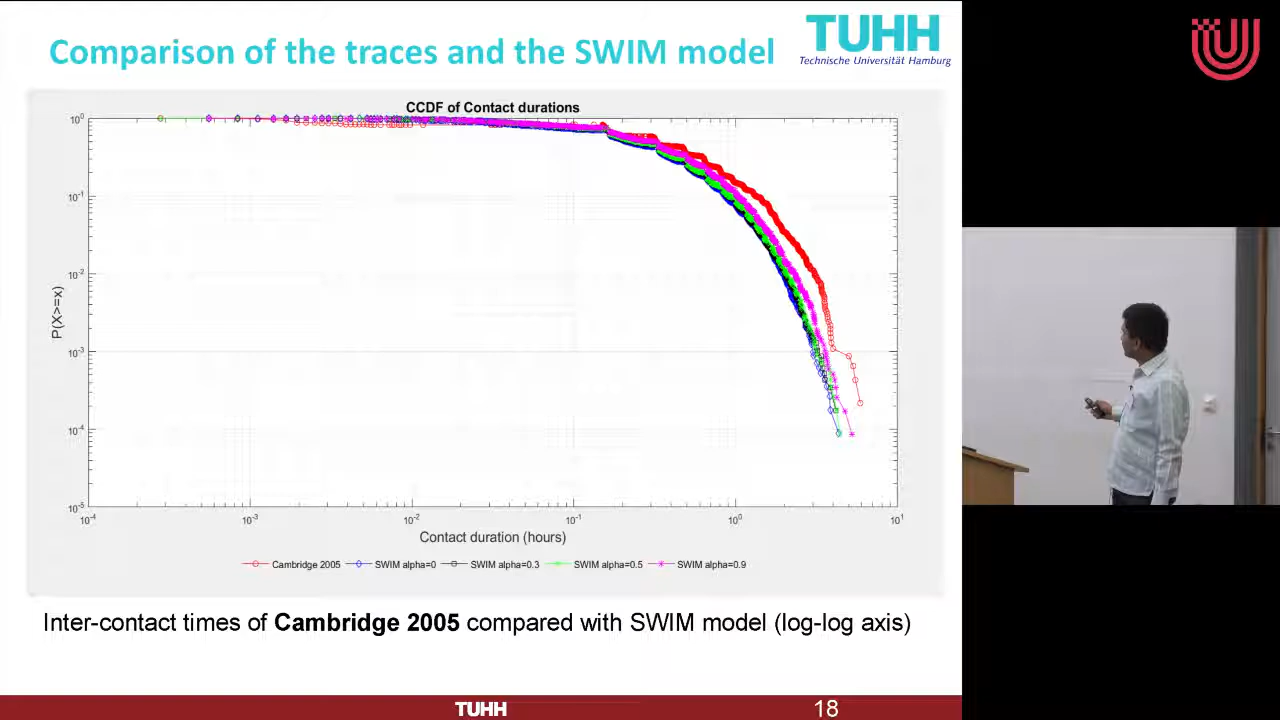 Comparison of the traces and the SWIM model
TUHH
Technische Universität Hamburg
CCDF of Contact durations
10^0
10^-1
10^-2
10^-3
10^-4
10^-5
P(X>=x)
10^-4 10^-3 10^-2 10^-1 10^0 10^1
Contact duration (hours)
Cambridge 2005 SWIM alpha=0 SWIM alpha=0.3 SWIM alpha=0.5 SWIM alpha=0.9
Inter-contact times of Cambridge 2005 compared with SWIM model (log-log axis)
TUHH 18